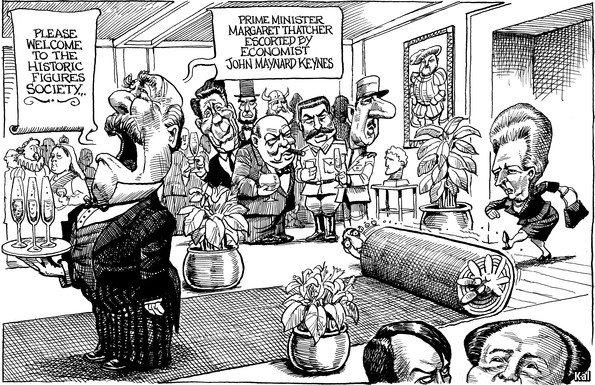 PLEASE
WELCOME
TO THE
HISTORIC
FIGURES
SOCIETY...
PRIME MINISTER
MARGARET THATCHER
ESCORTED BY
ECONOMIST
JOHN MAYNARD KEYNES
Kal